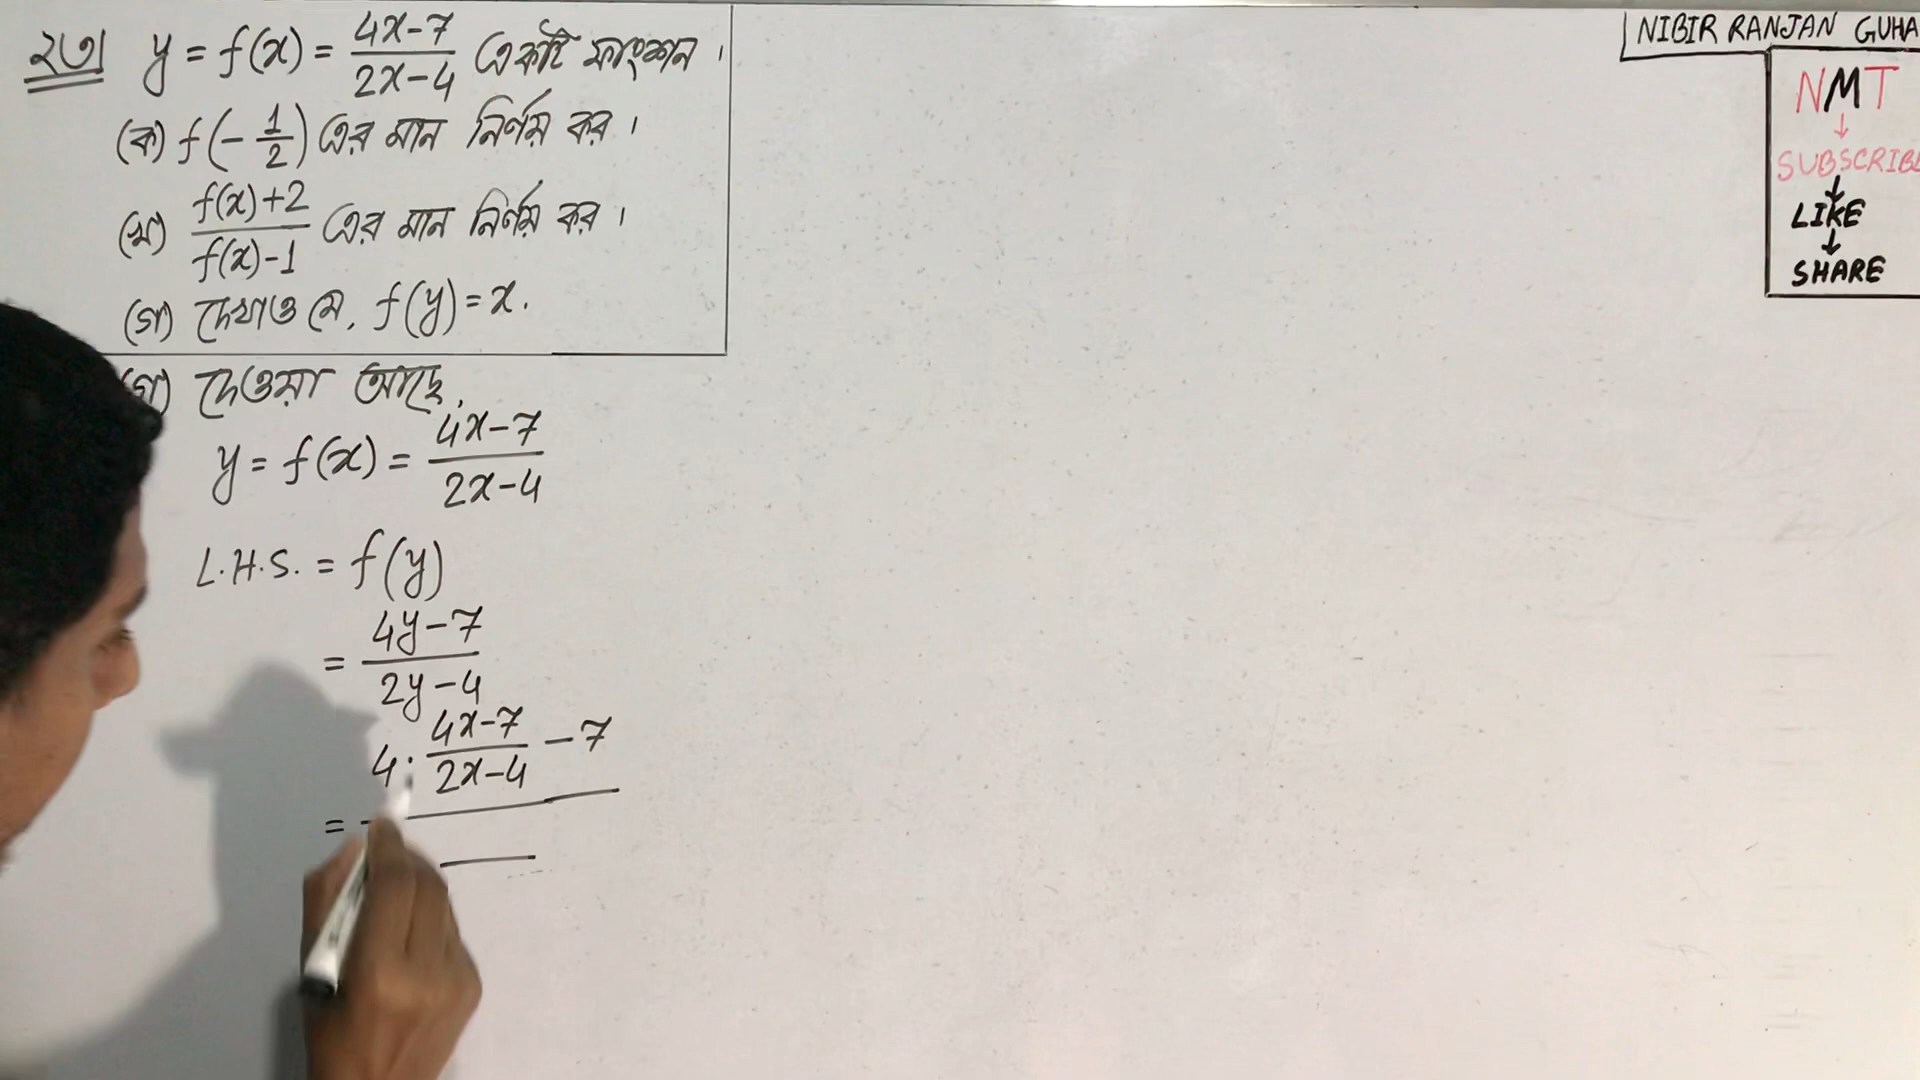 ২৩। y = f(x) = (4x-7)/(2x-4) একটি ফাংশন।
(ক) f(-1/2) এর মান নির্ণয় কর।
(খ) (f(x)+2)/(f(x)-1) এর মান নির্ণয় কর।
(গ) দেখাও যে, f(y) = x.
(গ) দেওয়া আছে,
y = f(x) = (4x-7)/(2x-4)
L.H.S. = f(y)
= (4y-7)/(2y-4)
4·(4x-7)/(2x-4) -7
=
NIBIR RANJAN GUHA
NMT
↓
SUBSCRIBE
↓
LIKE
↓
SHARE